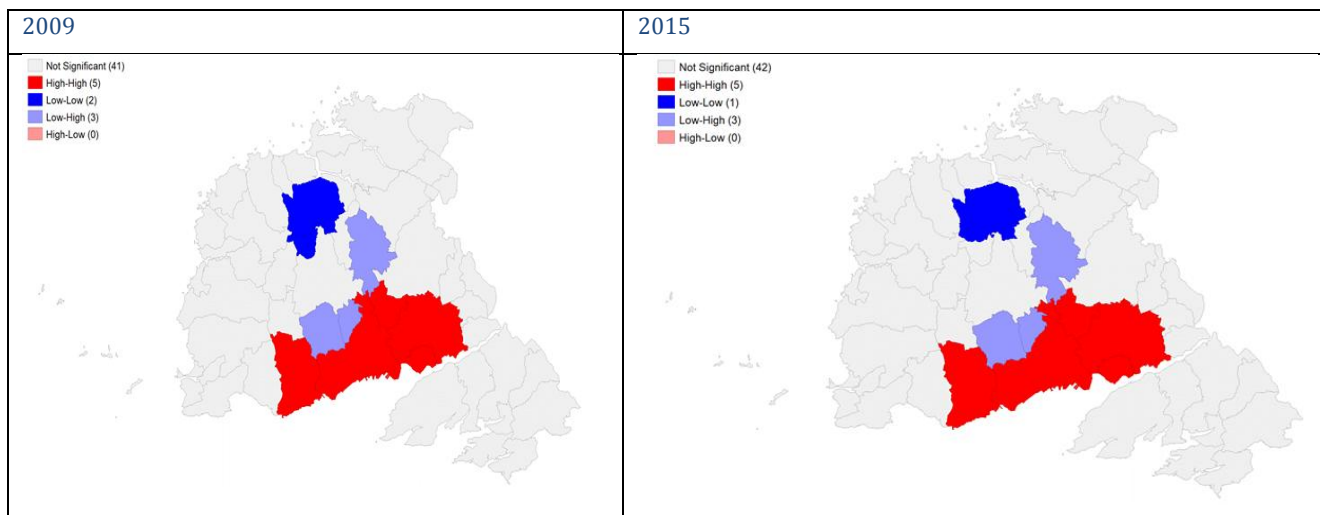 2009
2015
Not Significant (41)
High-High (5)
Low-Low (2)
Low-High (3)
High-Low (0)
Not Significant (42)
High-High (5)
Low-Low (1)
Low-High (3)
High-Low (0)